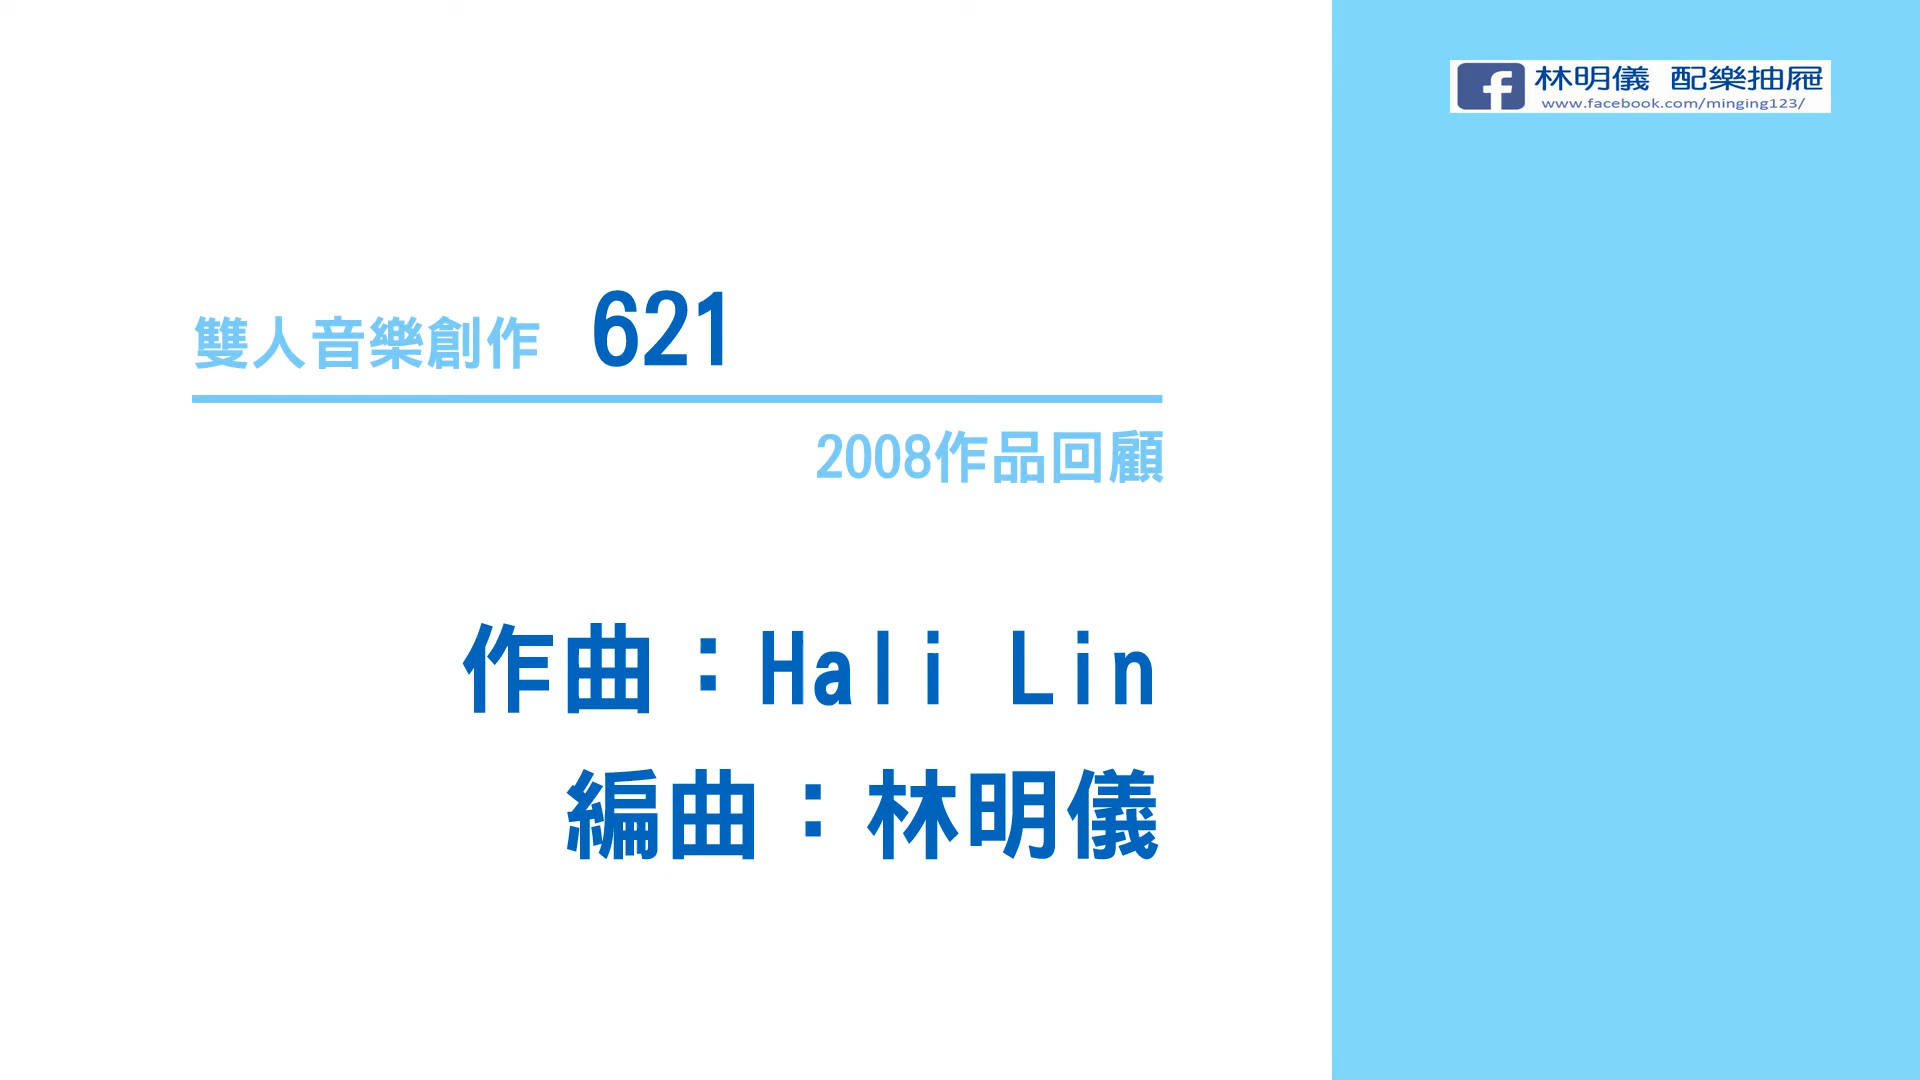 林明儀 配樂抽屜
www.facebook.com/minging123/
雙人音樂創作 621
2008作品回顧
作曲：Hali Lin
編曲：林明儀